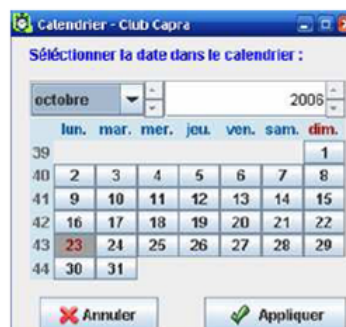 Calendrier - Club Capra
Séléctionner la date dans le calendrier :
octobre 2006
lun. mar. mer. jeu. ven. sam. dim.
39 1
40 2 3 4 5 6 7 8
41 9 10 11 12 13 14 15
42 16 17 18 19 20 21 22
43 23 24 25 26 27 28 29
44 30 31
Annuler Appliquer